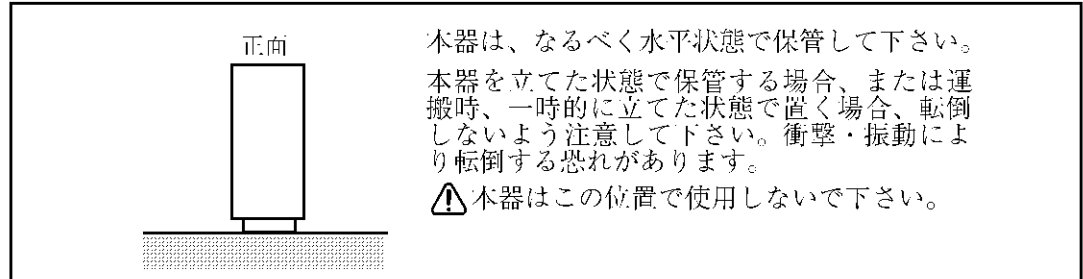 正面
本器は、なるべく水平状態で保管して下さい。
本器を立てた状態で保管する場合、または運
搬時、一時的に立てた状態で置く場合、転倒
しないよう注意して下さい。衝撃・振動によ
り転倒する恐れがあります。
本器はこの位置で使用しないで下さい。